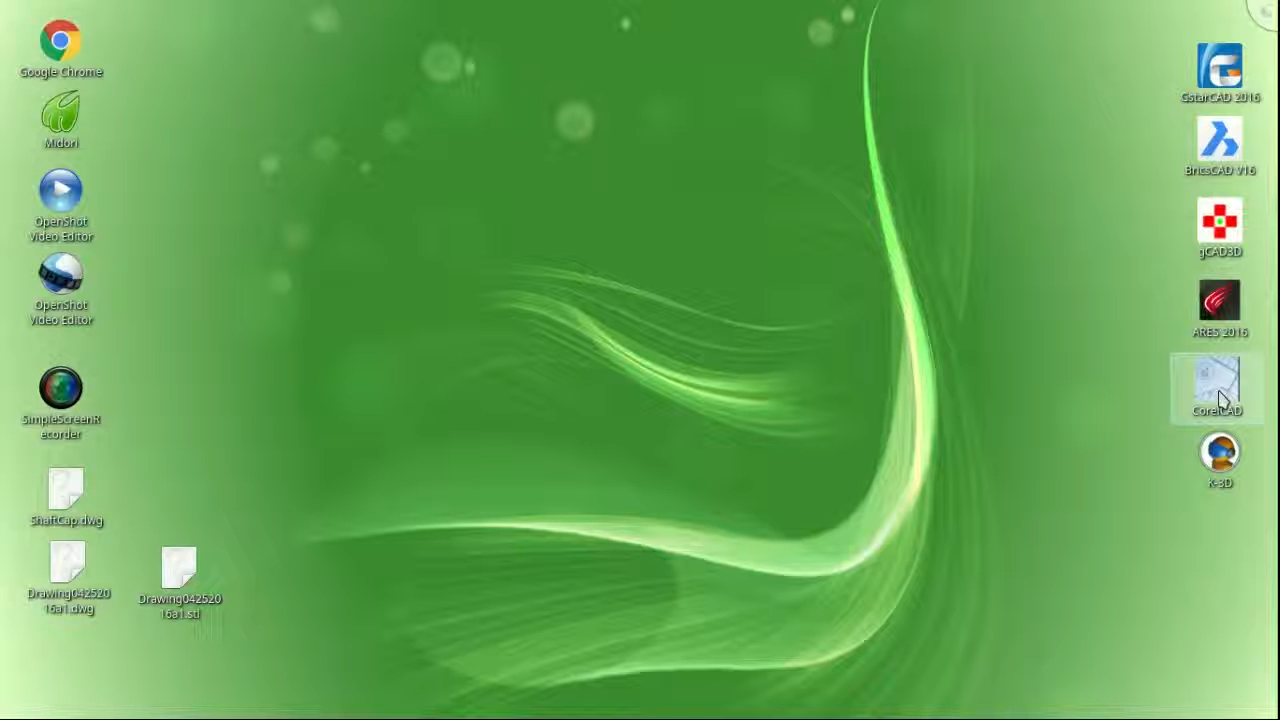 Google Chrome
Midori
OpenShot
Video Editor
OpenShot
Video Editor
SimpleScreenR
ecorder
ShaftCap.dwg
Drawing042520
16a1.dwg
Drawing042520
16a1.stl
GstarCAD 2016
BricsCAD V16
gCAD3D
ARES 2016
CorelCAD
K-3D